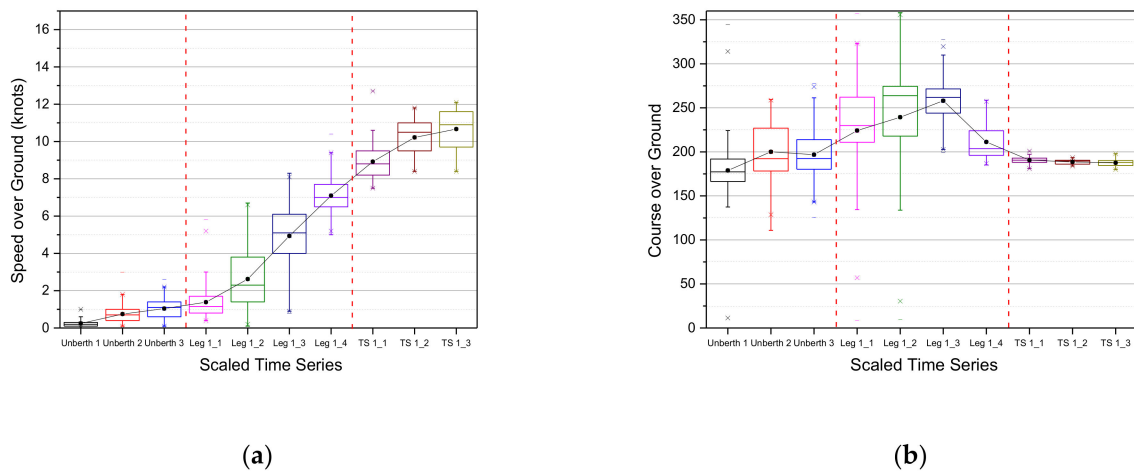 16
14
12
10
8
6
4
2
0
Speed over Ground (knots)
Unberth 1 Unberth 2 Unberth 3 Leg 1_1 Leg 1_2 Leg 1_3 Leg 1_4 TS 1_1 TS 1_2 TS 1_3
Scaled Time Series
(a)
350
300
250
200
150
100
50
0
Course over Ground
Unberth 1 Unberth 2 Unberth 3 Leg 1_1 Leg 1_2 Leg 1_3 Leg 1_4 TS 1_1 TS 1_2 TS 1_3
Scaled Time Series
(b)